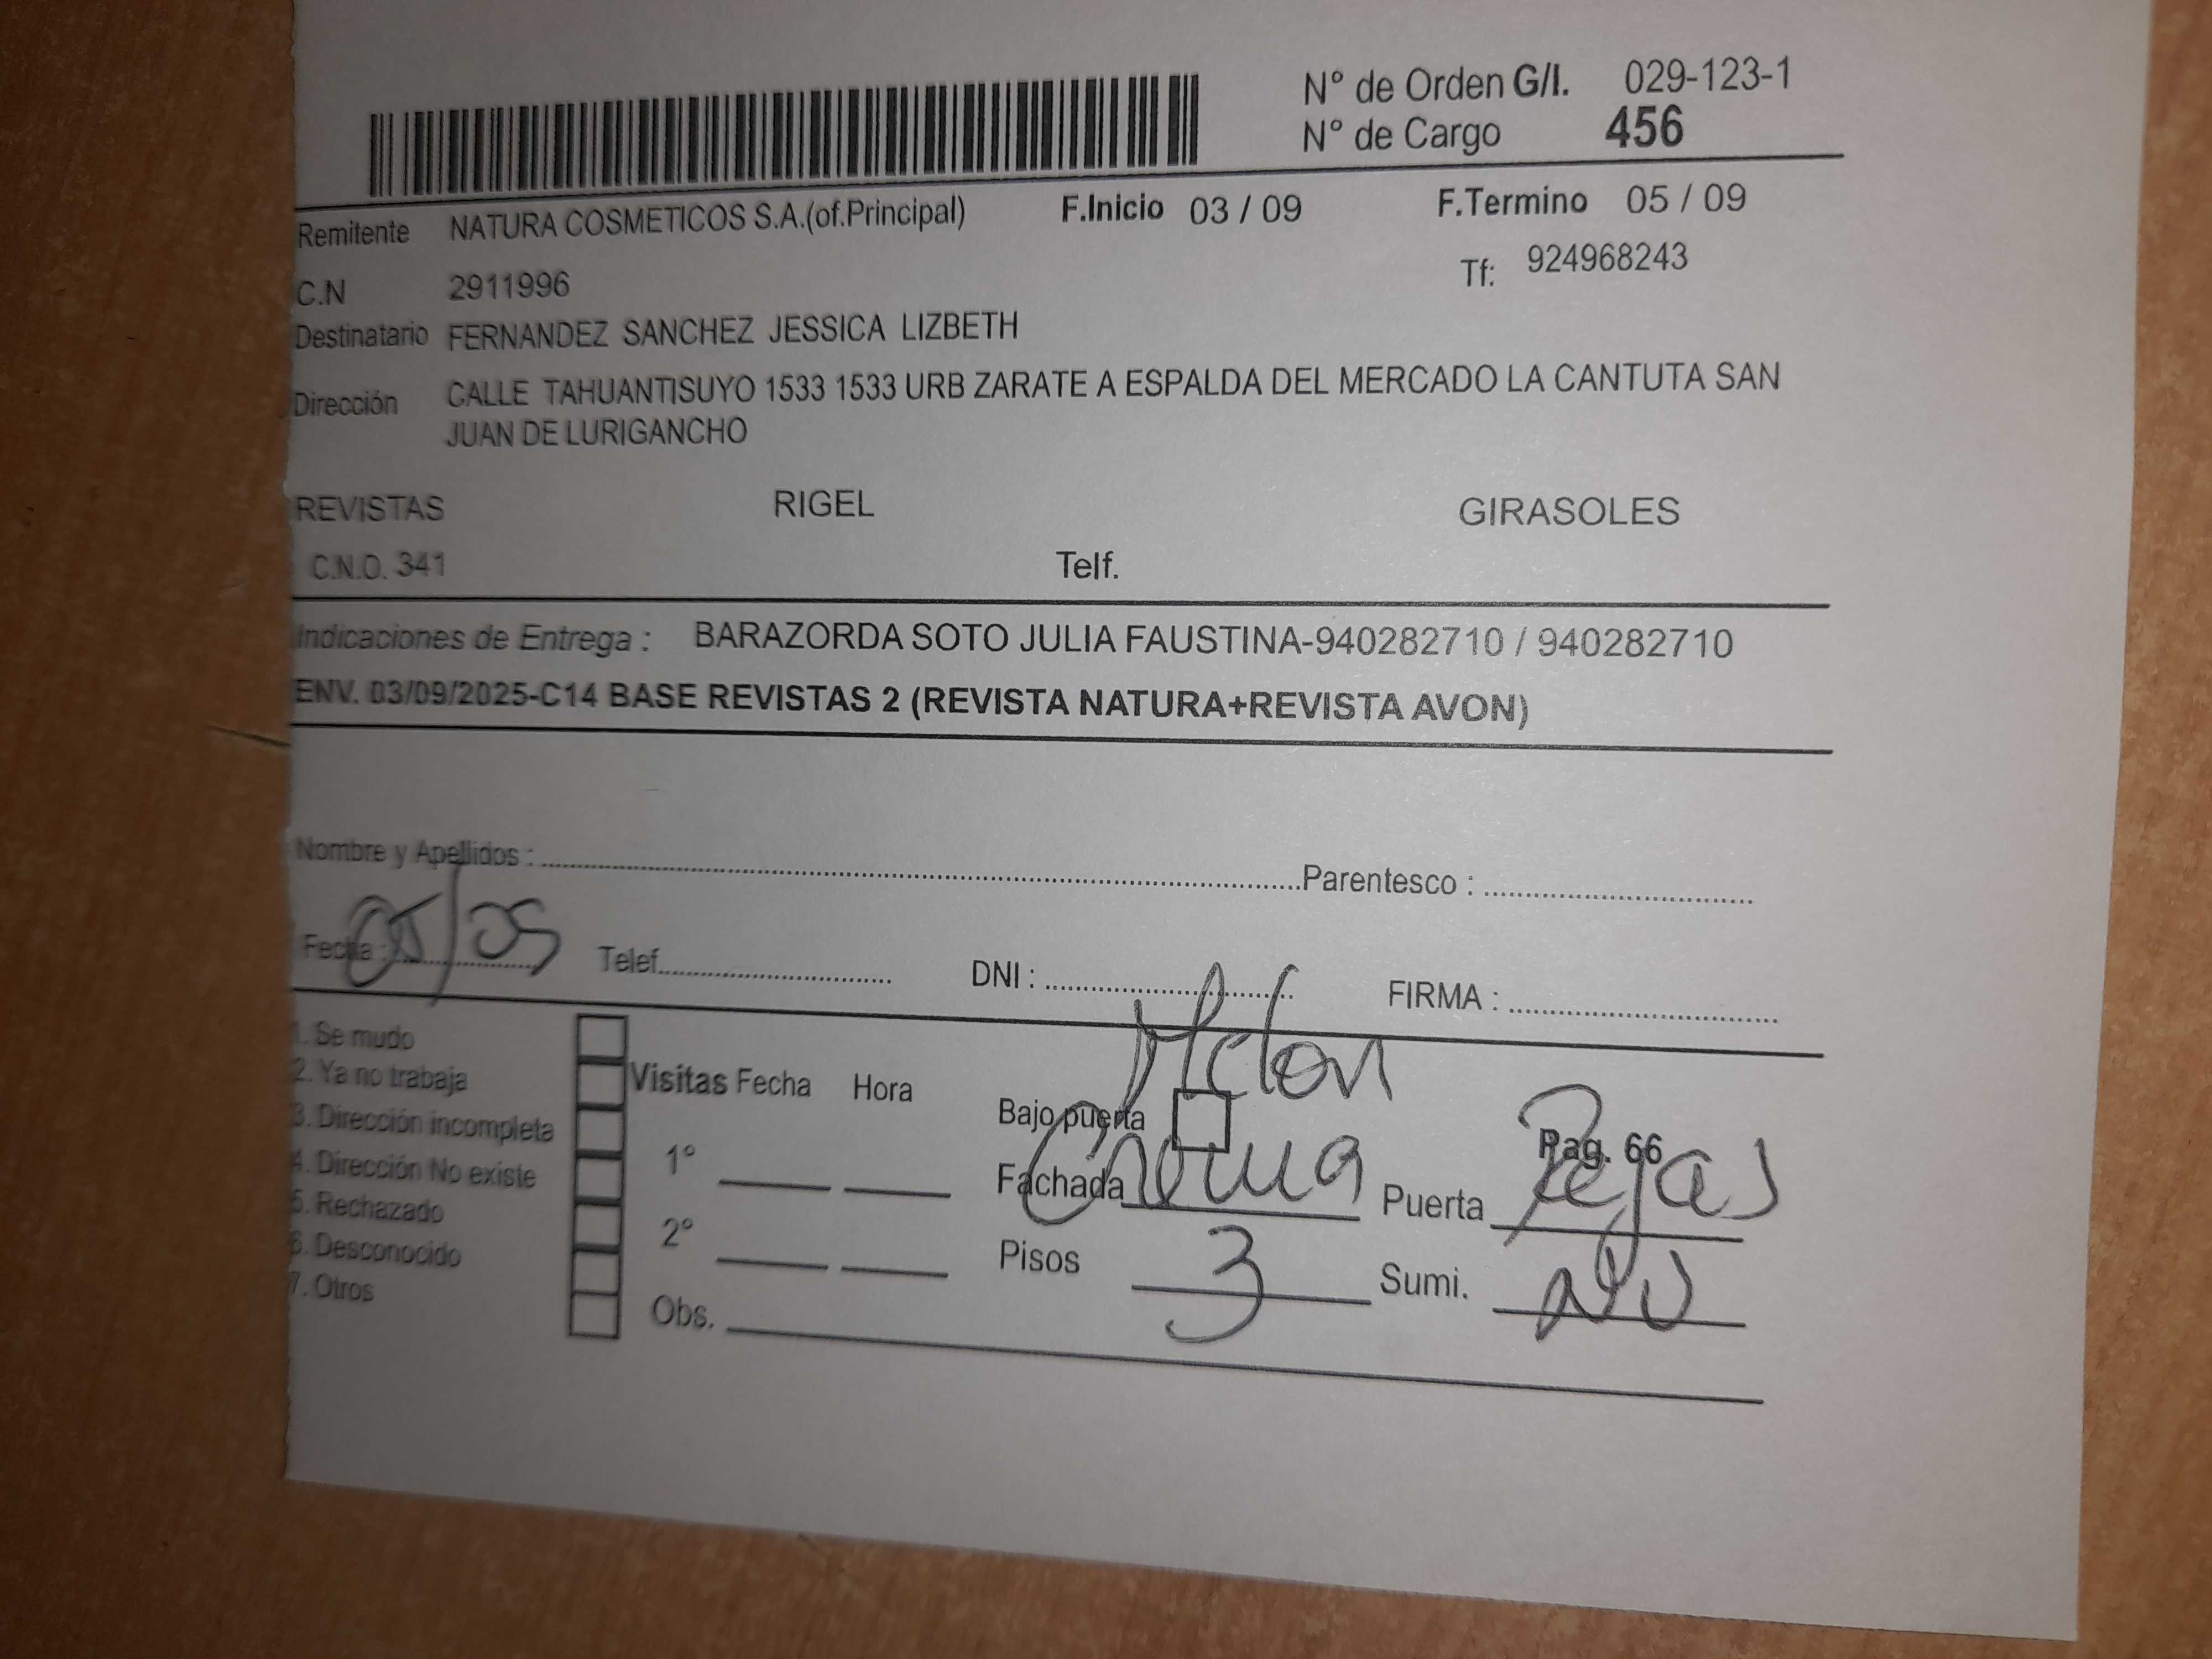 N° de Orden G/I. 029-123-1
N° de Cargo 456
Remitente NATURA COSMETICOS S.A.(of.Principal) F.Inicio 03 / 09 F.Termino 05 / 09
C.N 2911996 Tf: 924968243
Destinatario FERNANDEZ SANCHEZ JESSICA LIZBETH
Dirección CALLE TAHUANTISUYO 1533 1533 URB ZARATE A ESPALDA DEL MERCADO LA CANTUTA SAN
JUAN DE LURIGANCHO
REVISTAS RIGEL GIRASOLES
C.N.O. 341 Telf.
Indicaciones de Entrega : BARAZORDA SOTO JULIA FAUSTINA-940282710 / 940282710
ENV. 03/09/2025-C14 BASE REVISTAS 2 (REVISTA NATURA+REVISTA AVON)
Nombre y Apellidos : Parentesco :
Fecha : Telef. DNI : FIRMA :
1. Se mudo
2. Ya no trabaja Visitas Fecha Hora
3. Dirección incompleta Bajo puerta Pag. 66
4. Dirección No existe 1° Fachada Crema Puerta Rejas
5. Rechazado
6. Desconocido 2° Pisos 3 Sumi.
7. Otros Obs.